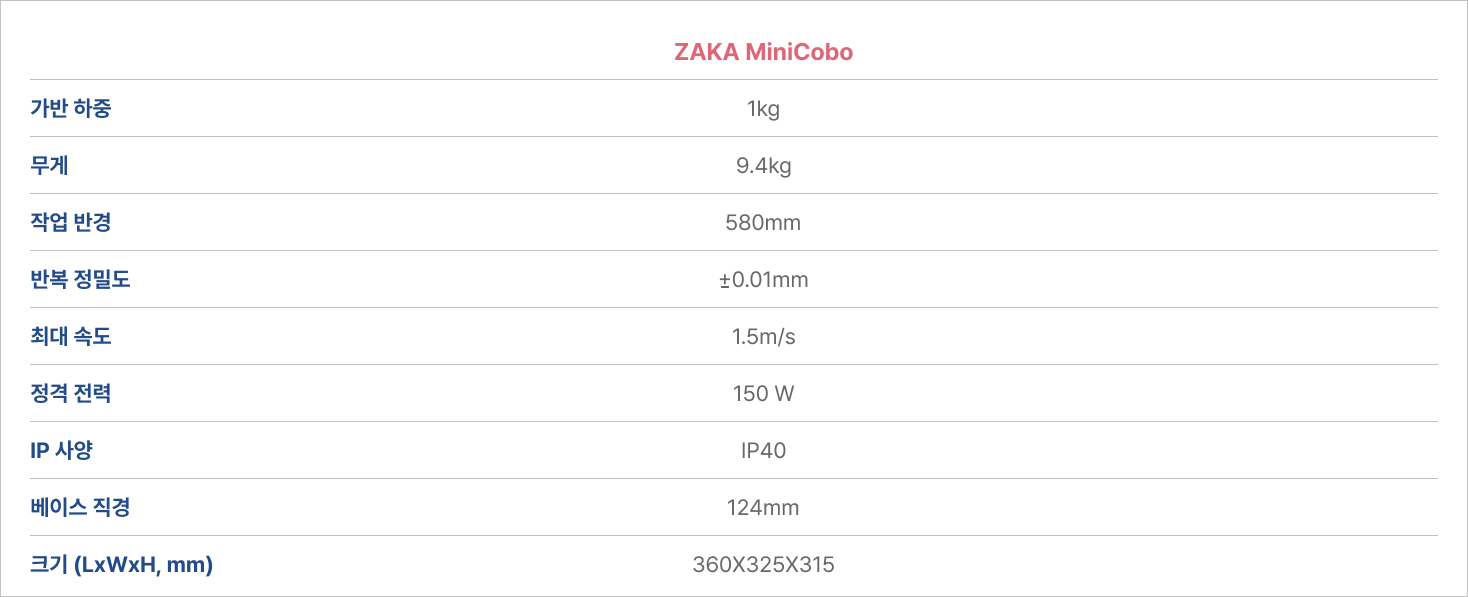 ZAKA MiniCobo
가반 하중 1kg
무게 9.4kg
작업 반경 580mm
반복 정밀도 ±0.01mm
최대 속도 1.5m/s
정격 전력 150 W
IP 사양 IP40
베이스 직경 124mm
크기 (LxWxH, mm) 360X325X315